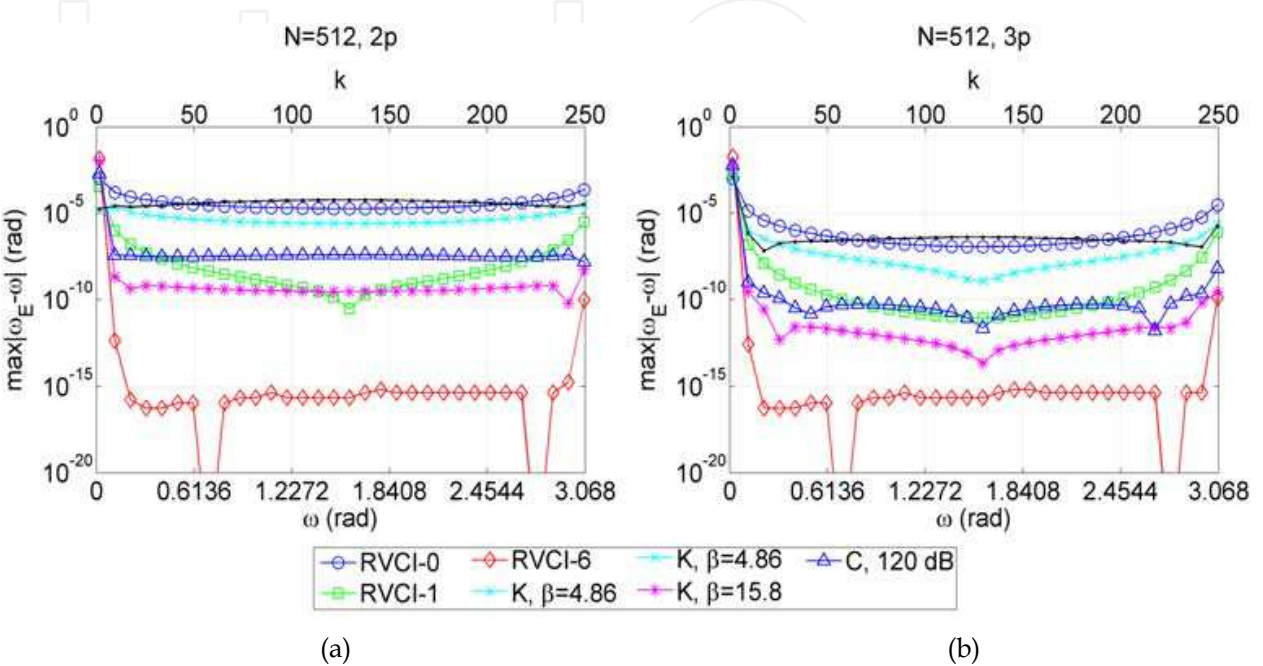 N=512, 2p
k
0 50 100 150 200 250
10^0
10^-5
10^-10
10^-15
10^-20
max|ω_E-ω| (rad)
0 0.6136 1.2272 1.8408 2.4544 3.068
ω (rad)
N=512, 3p
k
0 50 100 150 200 250
10^0
10^-5
10^-10
10^-15
10^-20
max|ω_E-ω| (rad)
0 0.6136 1.2272 1.8408 2.4544 3.068
ω (rad)
RVCI-0 RVCI-6 K, β=4.86 C, 120 dB
RVCI-1 K, β=4.86 K, β=15.8
(a) (b)